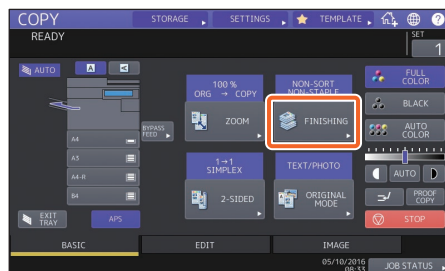 COPY
STORAGE
SETTINGS
TEMPLATE
?
READY
SET
1
AUTO
A
A
100 %
ORG → COPY
ZOOM
NON-SORT
NON-STAPLE
FINISHING
FULL
COLOR
BLACK
AUTO
COLOR
BYPASS
FEED
A4
A3
A4-R
B4
1→1
SIMPLEX
2-SIDED
TEXT/PHOTO
ORIGINAL
MODE
AUTO
PROOF
COPY
EXIT
TRAY
APS
STOP
BASIC
EDIT
IMAGE
05/10/2016
08:33
JOB STATUS